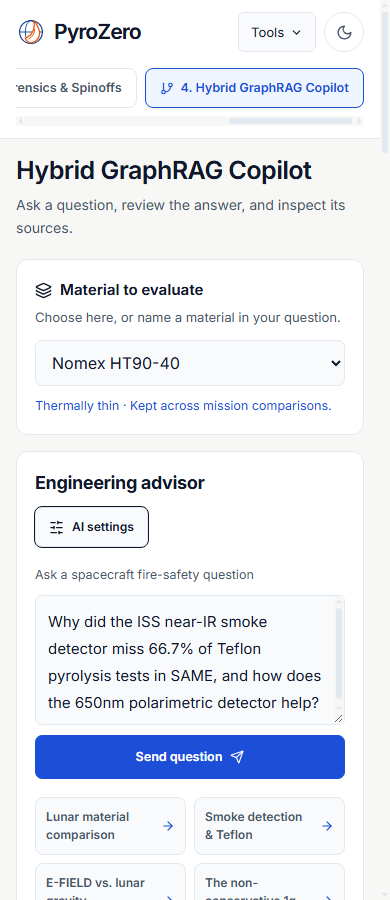 PyroZero
Tools
rensics & Spinoffs
4. Hybrid GraphRAG Copilot
Hybrid GraphRAG Copilot
Ask a question, review the answer, and inspect its
sources.
Material to evaluate
Choose here, or name a material in your question.
Nomex HT90-40
Thermally thin · Kept across mission comparisons.
Engineering advisor
AI settings
Ask a spacecraft fire-safety question
Why did the ISS near-IR smoke
detector miss 66.7% of Teflon
pyrolysis tests in SAME, and how does
the 650nm polarimetric detector help?
Send question
Lunar material
comparison
Smoke detection
& Teflon
E-FIELD vs. lunar
gravity
The non-
conservative 1g